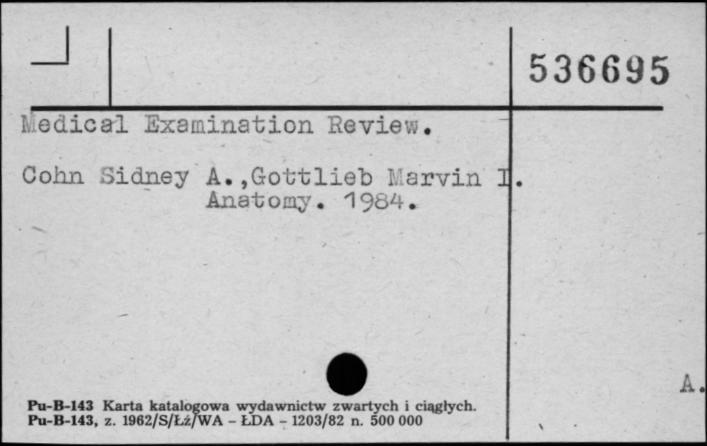 536695
Medical Examination Review.
Cohn Sidney A.,Gottlieb Marvin I.
Anatomy. 1984.
A.
Pu-B-143 Karta katalogowa wydawnictw zwartych i ciągłych.
Pu-B-143, z. 1962/S/Łź/WA – ŁDA – 1203/82 n. 500 000